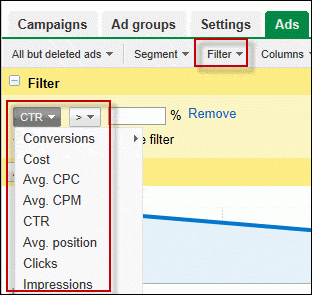 Campaigns Ad groups Settings Ads
All but deleted ads Segment Filter Columns
Filter
CTR > % Remove
Conversions e filter
Cost
Avg. CPC
Avg. CPM
CTR
Avg. position
Clicks
Impressions